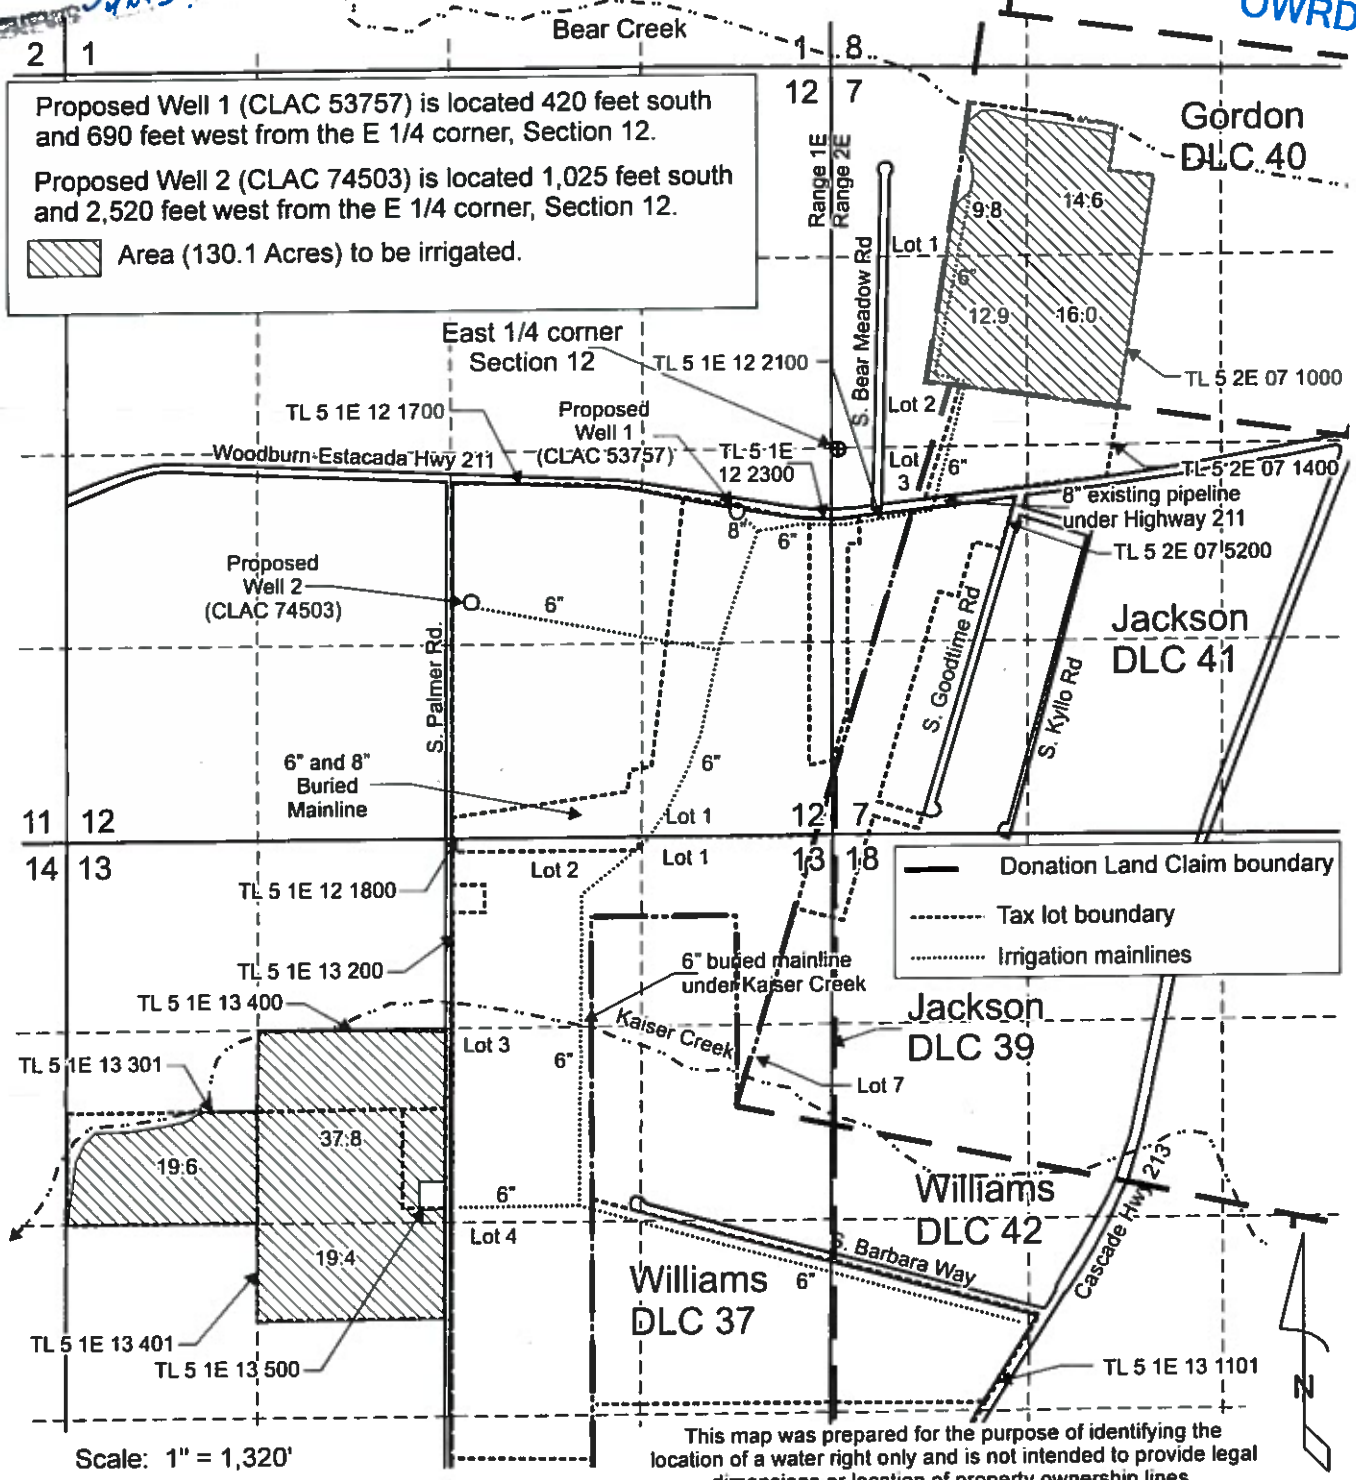 OWRD
Bear Creek
2 1
1 8
12 7
Proposed Well 1 (CLAC 53757) is located 420 feet south
and 690 feet west from the E 1/4 corner, Section 12.
Proposed Well 2 (CLAC 74503) is located 1,025 feet south
and 2,520 feet west from the E 1/4 corner, Section 12.
Area (130.1 Acres) to be irrigated.
Range 1E
Range 2E
Gordon
DLC 40
9.8
14.6
S. Bear Meadow Rd
Lot 1
6"
12.9
16.0
East 1/4 corner
Section 12
TL 5 1E 12 2100
TL 5 2E 07 1000
TL 5 1E 12 1700
Proposed
Well 1
(CLAC 53757)
Lot 2
Woodburn-Estacada Hwy 211
TL 5 1E
12 2300
Lot
3
6"
TL 5 2E 07 1400
8" existing pipeline
under Highway 211
8"
6"
TL 5 2E 07 5200
Proposed
Well 2
(CLAC 74503)
6"
Jackson
DLC 41
S. Palmer Rd.
S. Goodtime Rd
S. Kyllo Rd
6" and 8"
Buried
Mainline
6"
Lot 1
11 12
12 7
14 13
13 18
Lot 2
Lot 1
Donation Land Claim boundary
Tax lot boundary
Irrigation mainlines
TL 5 1E 12 1800
TL 5 1E 13 200
6" buried mainline
under Kaiser Creek
TL 5 1E 13 400
Kaiser Creek
Jackson
DLC 39
Lot 3
6"
TL 5 1E 13 301
Lot 7
37.8
19.6
Cascade Hwy 213
6"
Williams
DLC 42
Lot 4
S. Barbara Way
19.4
Williams
DLC 37
6"
TL 5 1E 13 401
TL 5 1E 13 500
TL 5 1E 13 1101
N
Scale: 1" = 1,320'
This map was prepared for the purpose of identifying the
location of a water right only and is not intended to provide legal
dimensions or location of property ownership lines